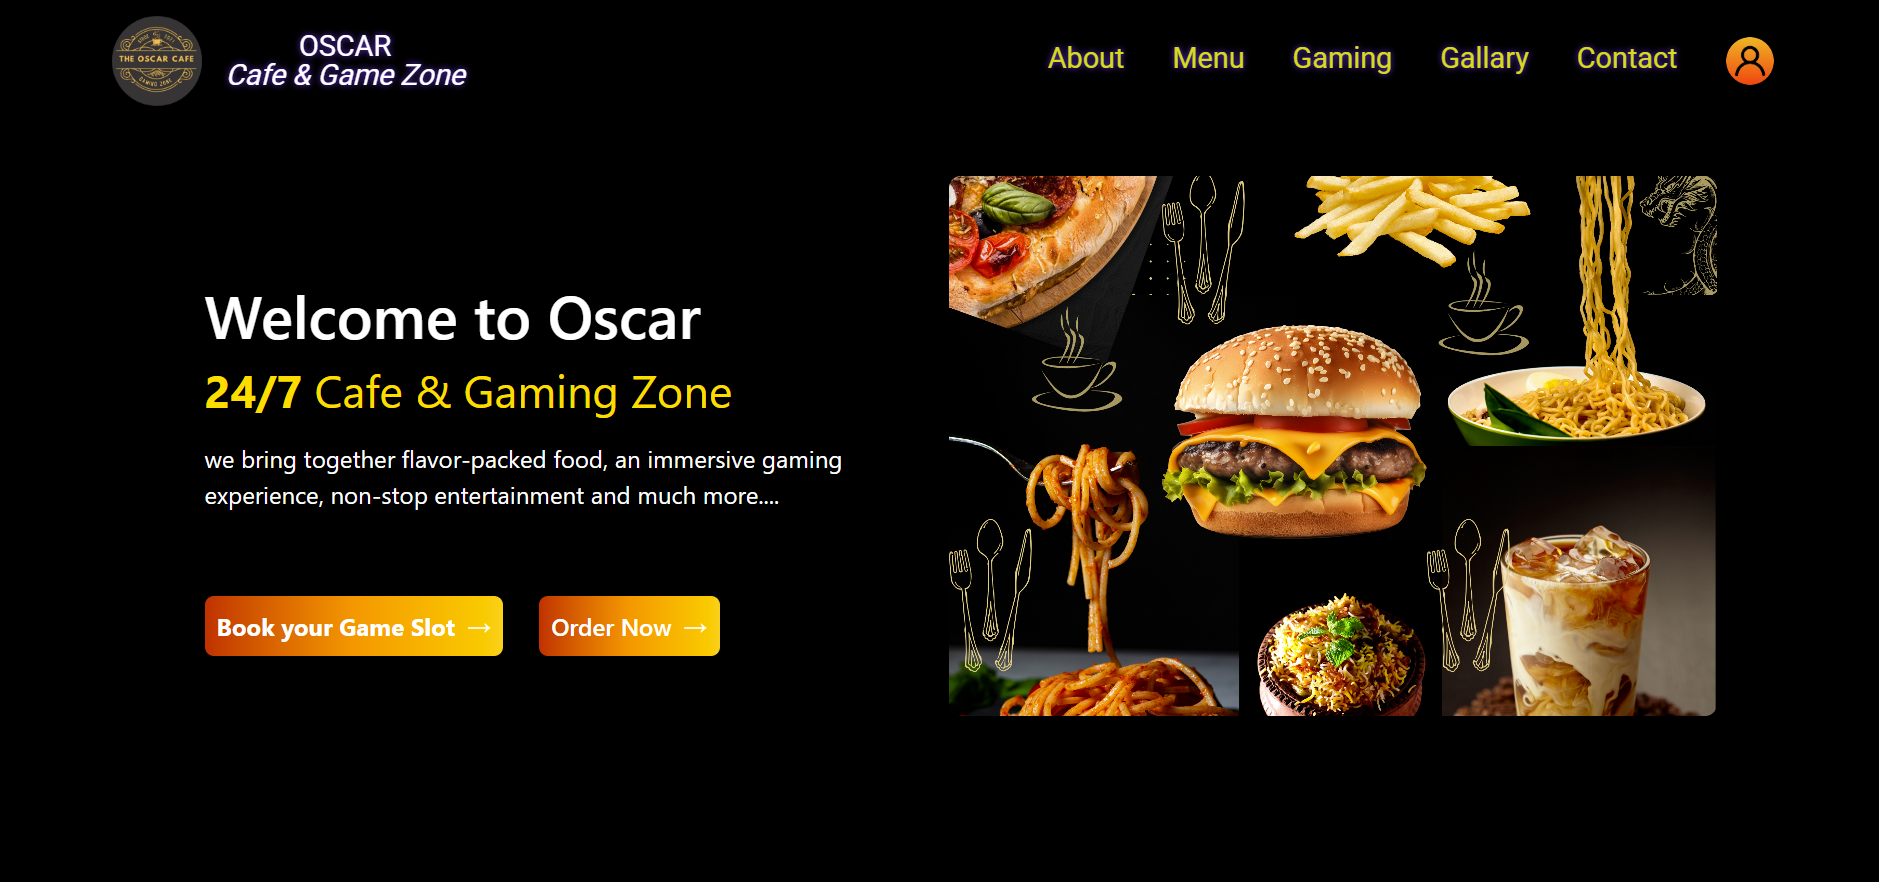 THE OSCAR CAFE
GAMING ZONE
OSCAR
Cafe & Game Zone
About
Menu
Gaming
Gallary
Contact
Welcome to Oscar
24/7 Cafe & Gaming Zone
we bring together flavor-packed food, an immersive gaming
experience, non-stop entertainment and much more....
Book your Game Slot →
Order Now →